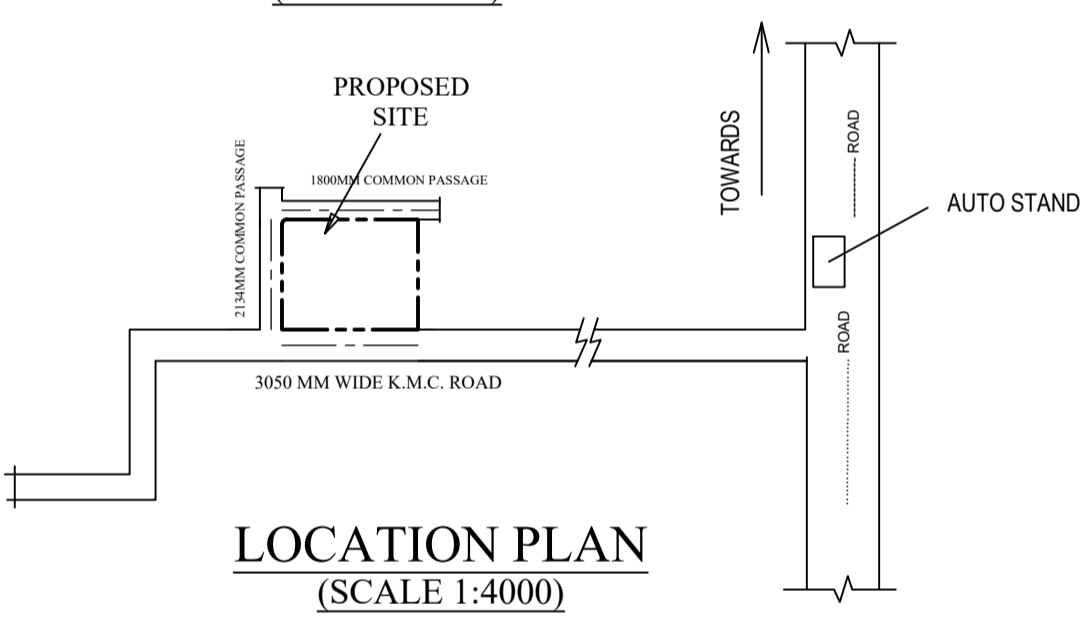 PROPOSED
SITE
1800MM COMMON PASSAGE
2134MM COMMON PASSAGE
TOWARDS
ROAD
AUTO STAND
ROAD
3050 MM WIDE K.M.C. ROAD
LOCATION PLAN
(SCALE 1:4000)